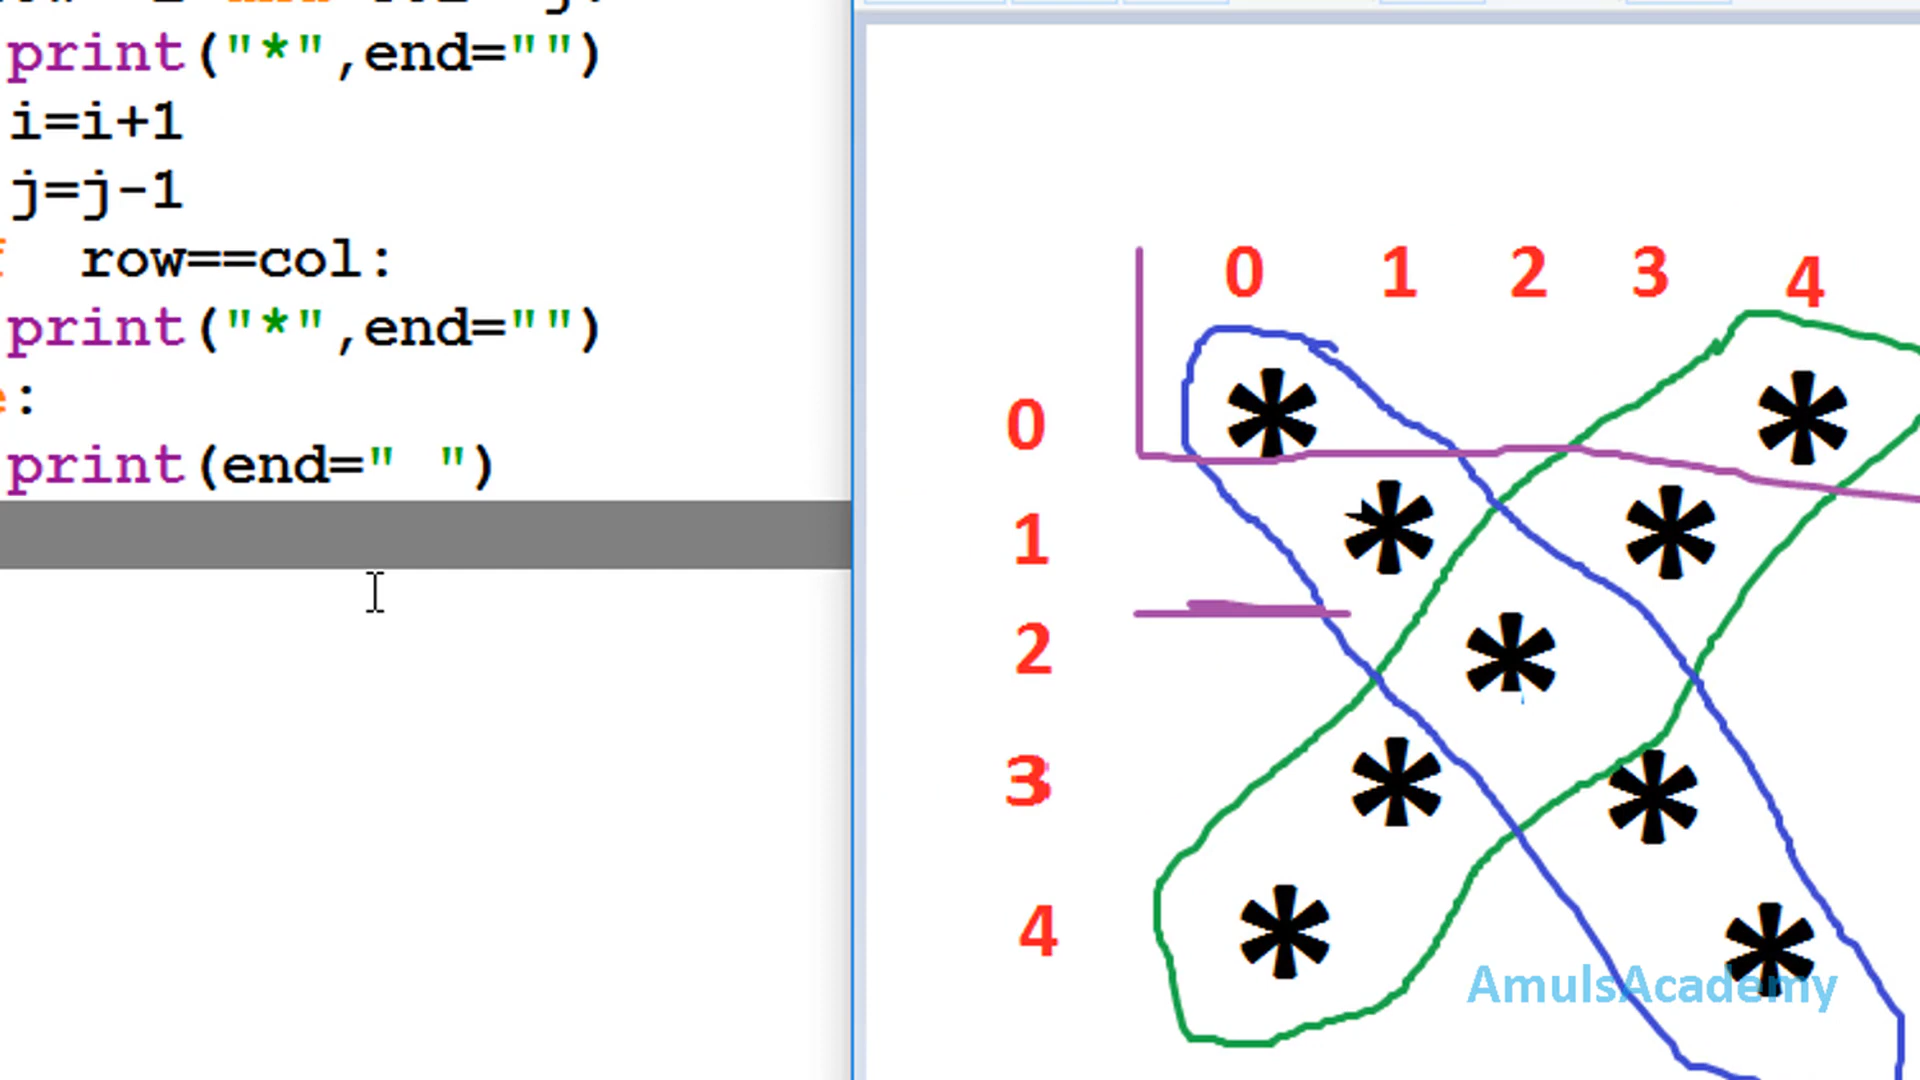 print("*",end="")
i=i+1
j=j-1
row==col:
print("*",end="")
e:
print(end=" ")
0 1 2 3 4
0 * *
1 * *
2 *
3 * *
4 * *
AmulsAcademy